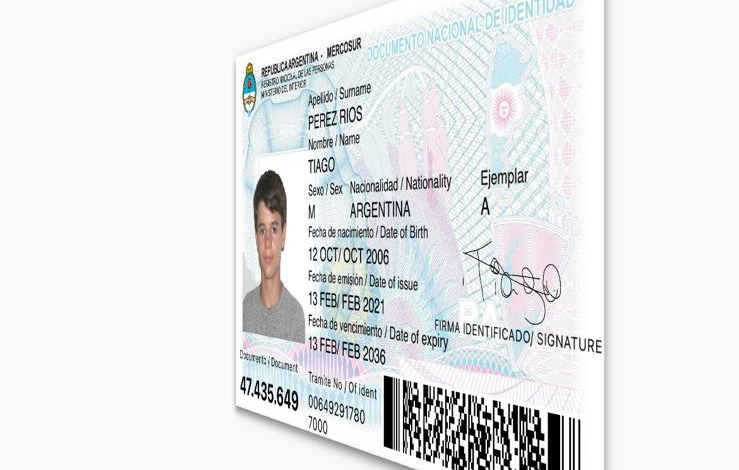 REPUBLICA ARGENTINA - MERCOSUR
REGISTRO NACIONAL DE LAS PERSONAS
MINISTERIO DEL INTERIOR
DOCUMENTO NACIONAL DE IDENTIDAD
Apellido / Surname
PEREZ RIOS
Nombre / Name
TIAGO
Sexo / Sex Nacionalidad / Nationality
M ARGENTINA
Ejemplar
A
Fecha de nacimiento / Date of Birth
12 OCT/ OCT 2006
Fecha de emisión / Date of issue
13 FEB/ FEB 2021
Fecha de vencimiento / Date of expiry
13 FEB/ FEB 2036
Tiago
FIRMA IDENTIFICADO/ SIGNATURE
Documento / Document
47.435.649
Tramite No / Of ident
00649291780
7000